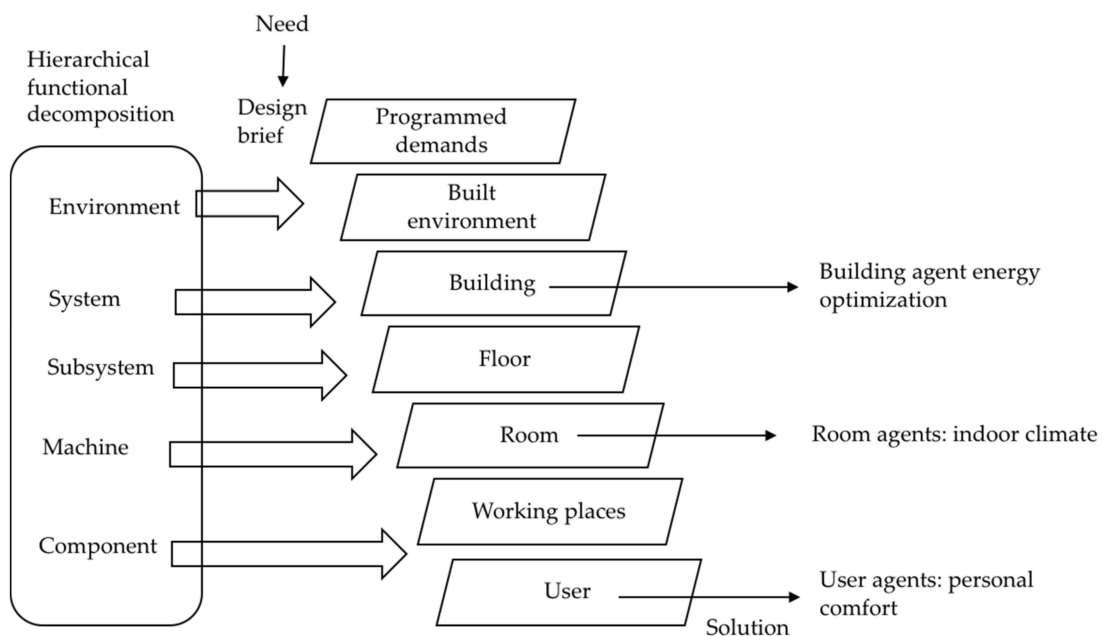 Need
Hierarchical
functional
decomposition
Design
brief
Programmed
demands
Environment
Built
environment
System
Building
Building agent energy
optimization
Subsystem
Floor
Machine
Room
Room agents: indoor climate
Working places
Component
User
User agents: personal
comfort
Solution